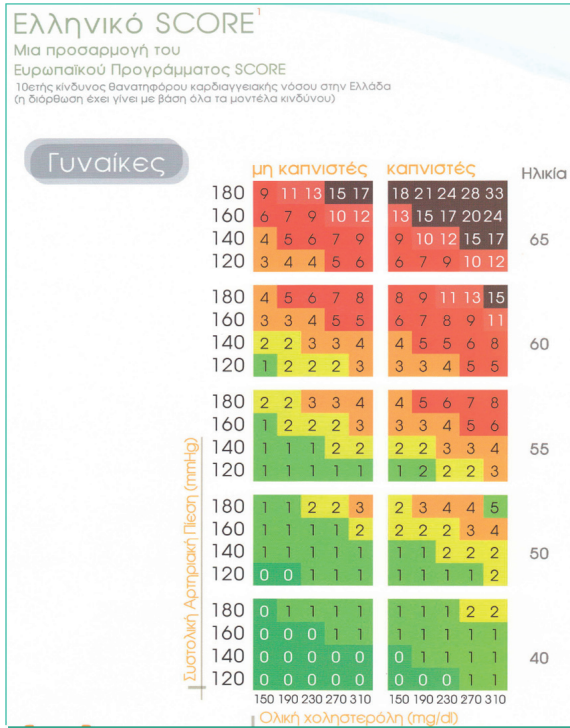 Ελληνικό SCORE¹
Μια προσαρμογή του
Ευρωπαϊκού Προγράμματος SCORE
10ετής κίνδυνος θανατηφόρου καρδιαγγειακής νόσου στην Ελλάδα
(η διόρθωση έχει γίνει με βάση όλα τα μοντέλα κινδύνου)
Γυναίκες
μη καπνιστές καπνιστές Ηλικία
180 9 11 13 15 17 18 21 24 28 33
160 6 7 9 10 12 13 15 17 20 24
140 4 5 6 7 9 9 10 12 15 17 65
120 3 4 4 5 6 6 7 9 10 12
180 4 5 6 7 8 8 9 11 13 15
160 3 3 4 5 5 6 7 8 9 11
140 2 2 3 3 4 4 5 5 6 8 60
120 1 2 2 2 3 3 3 4 5 5
180 2 2 3 3 4 4 5 6 7 8
160 1 2 2 2 3 3 3 4 5 6
140 1 1 1 2 2 2 2 3 3 4 55
120 1 1 1 1 1 1 2 2 2 3
180 1 1 2 2 3 2 3 4 4 5
160 1 1 1 1 2 2 2 2 3 4
140 1 1 1 1 1 1 1 2 2 2 50
120 0 0 1 1 1 1 1 1 1 2
180 0 1 1 1 1 1 1 1 2 2
160 0 0 0 1 1 1 1 1 1 1
140 0 0 0 0 0 0 1 1 1 1 40
120 0 0 0 0 0 0 0 0 1 1
150 190 230 270 310 150 190 230 270 310
Συστολική Αρτηριακή Πίεση (mmHg)
Ολική χοληστερόλη (mg/dl)